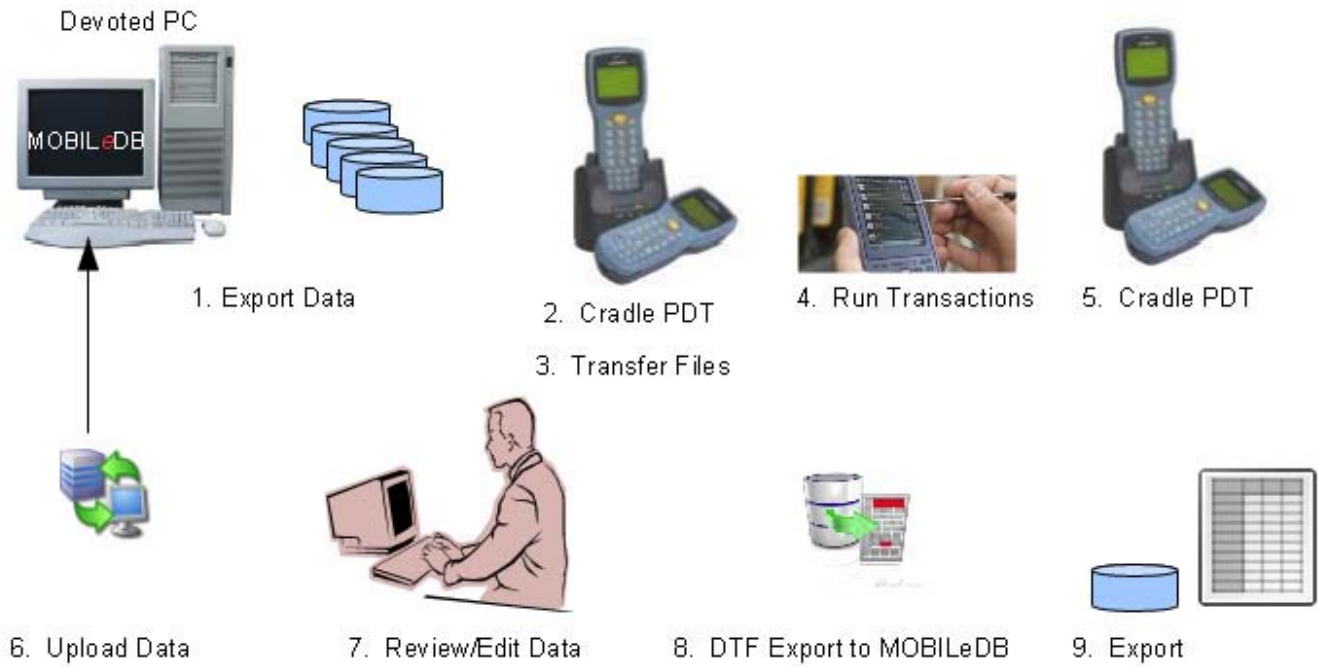 Devoted PC
MOBILeDB
1. Export Data
2. Cradle PDT
3. Transfer Files
4. Run Transactions
5. Cradle PDT
6. Upload Data
7. Review/Edit Data
8. DTF Export to MOBILeDB
9. Export